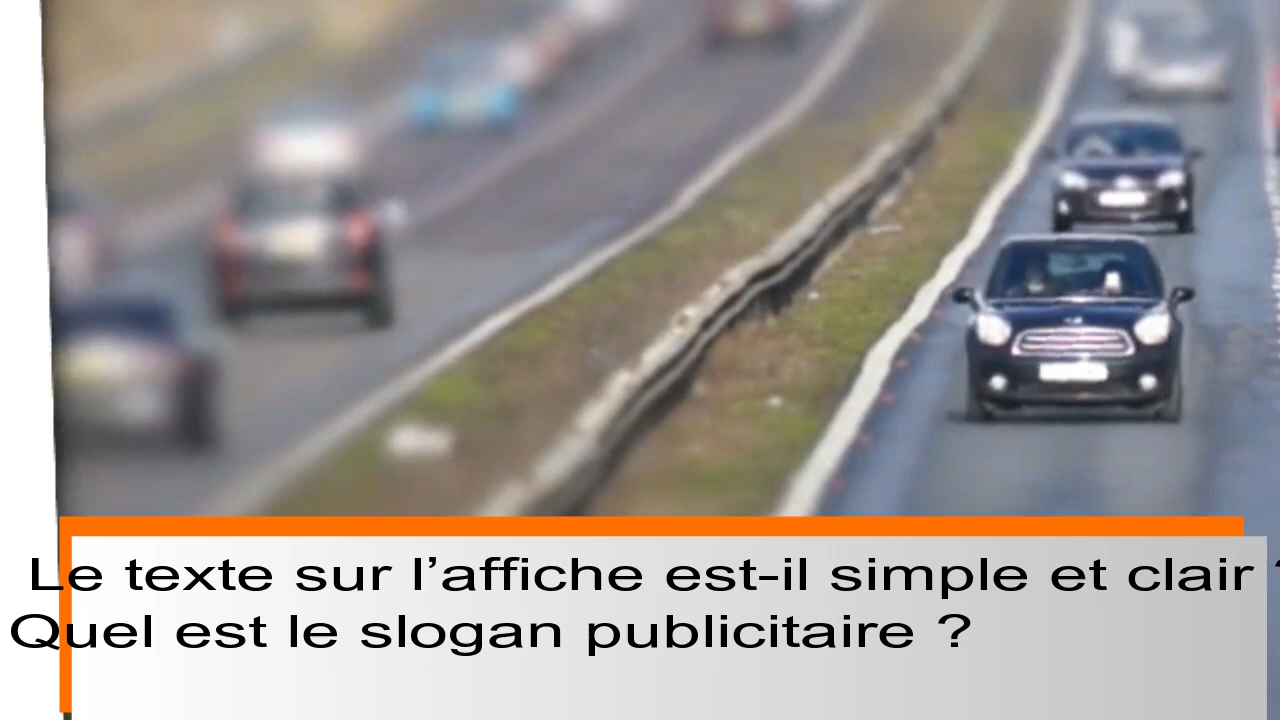 Le texte sur l’affiche est-il simple et clair ?
Quel est le slogan publicitaire ?